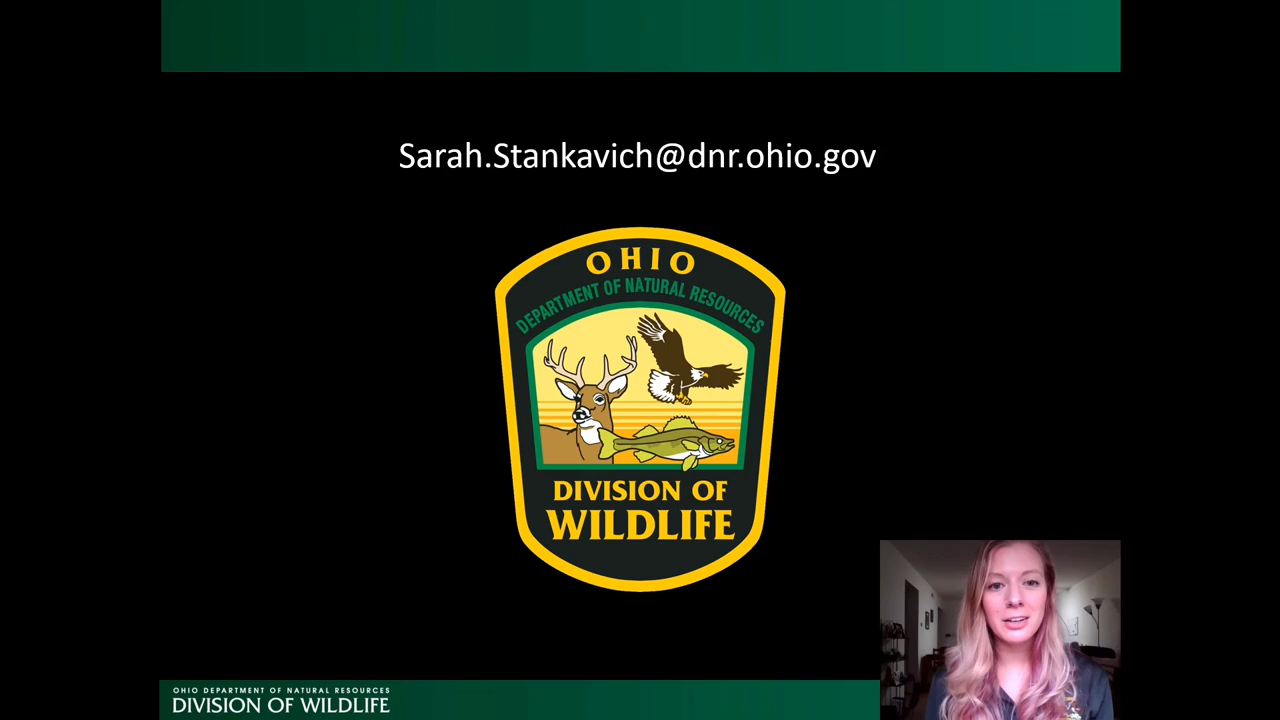 Sarah.Stankavich@dnr.ohio.gov
OHIO
DEPARTMENT OF NATURAL RESOURCES
DIVISION OF
WILDLIFE
OHIO DEPARTMENT OF NATURAL RESOURCES
DIVISION OF WILDLIFE